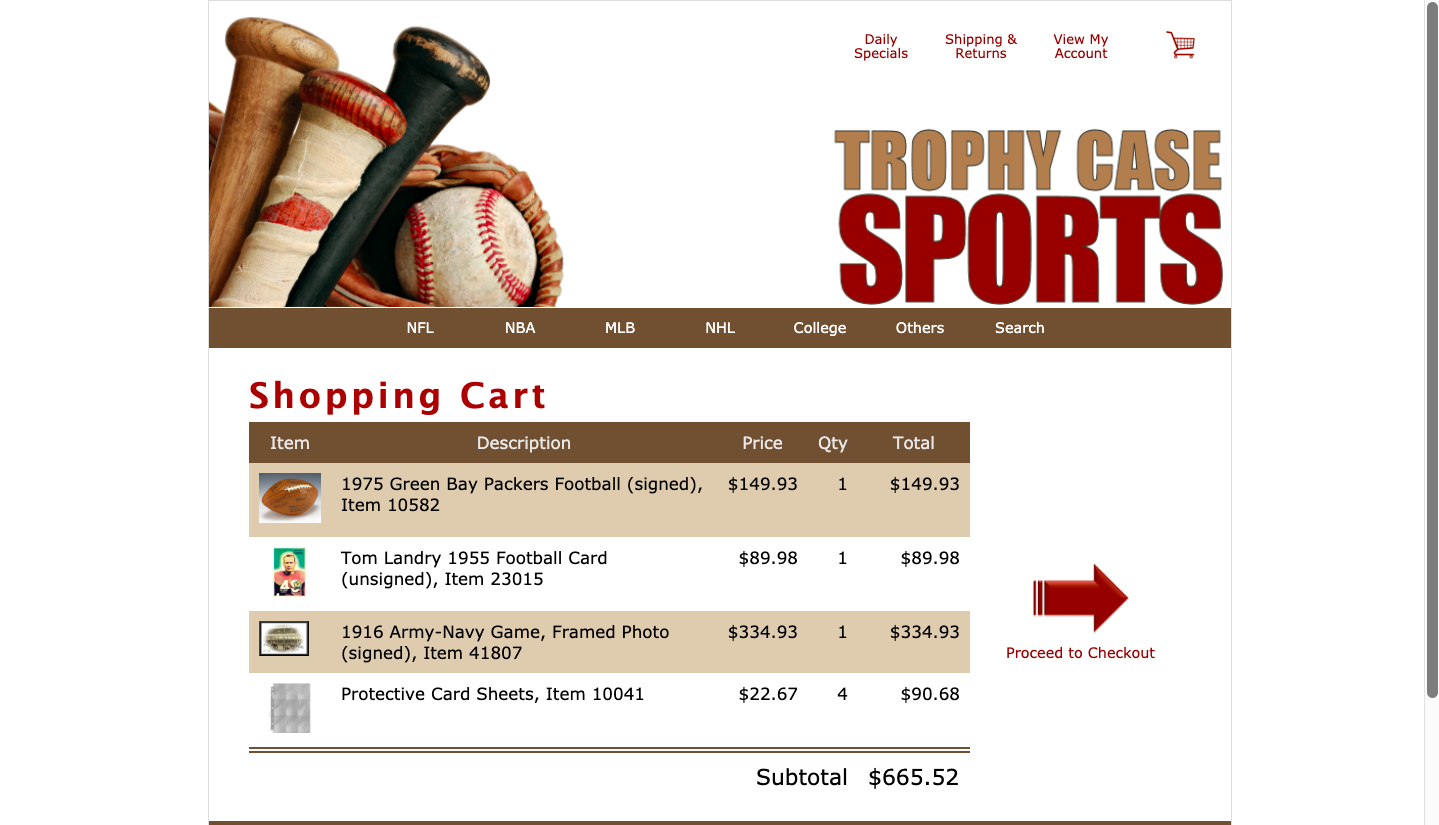 Daily
Specials
Shipping &
Returns
View My
Account
TROPHY CASE
SPORTS
NFL NBA MLB NHL College Others Search
Shopping Cart
Item Description Price Qty Total
1975 Green Bay Packers Football (signed), $149.93 1 $149.93
Item 10582
Tom Landry 1955 Football Card $89.98 1 $89.98
(unsigned), Item 23015
1916 Army-Navy Game, Framed Photo $334.93 1 $334.93
(signed), Item 41807
Protective Card Sheets, Item 10041 $22.67 4 $90.68
Proceed to Checkout
Subtotal $665.52